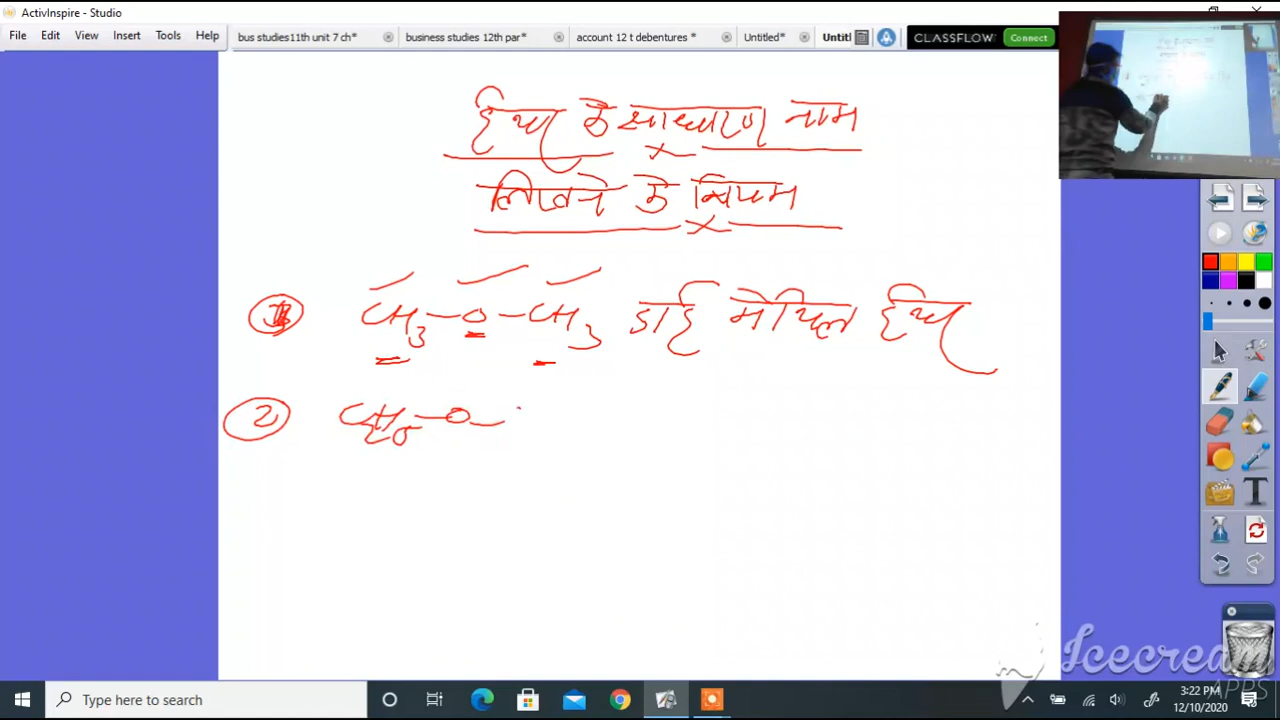 ActivInspire - Studio
File Edit View Insert Tools Help bus studies11th unit 7 ch* business studies 12th par* account 12 t debentures * Untitled* Untitl CLASSFLOW Connect
ईथर के साधारण नाम
लिखने के नियम
1 CH3-O-CH3 डाई मेथिल ईथर
2 C2H5-O-
Icecream
APPS
Type here to search
3:22 PM
12/10/2020